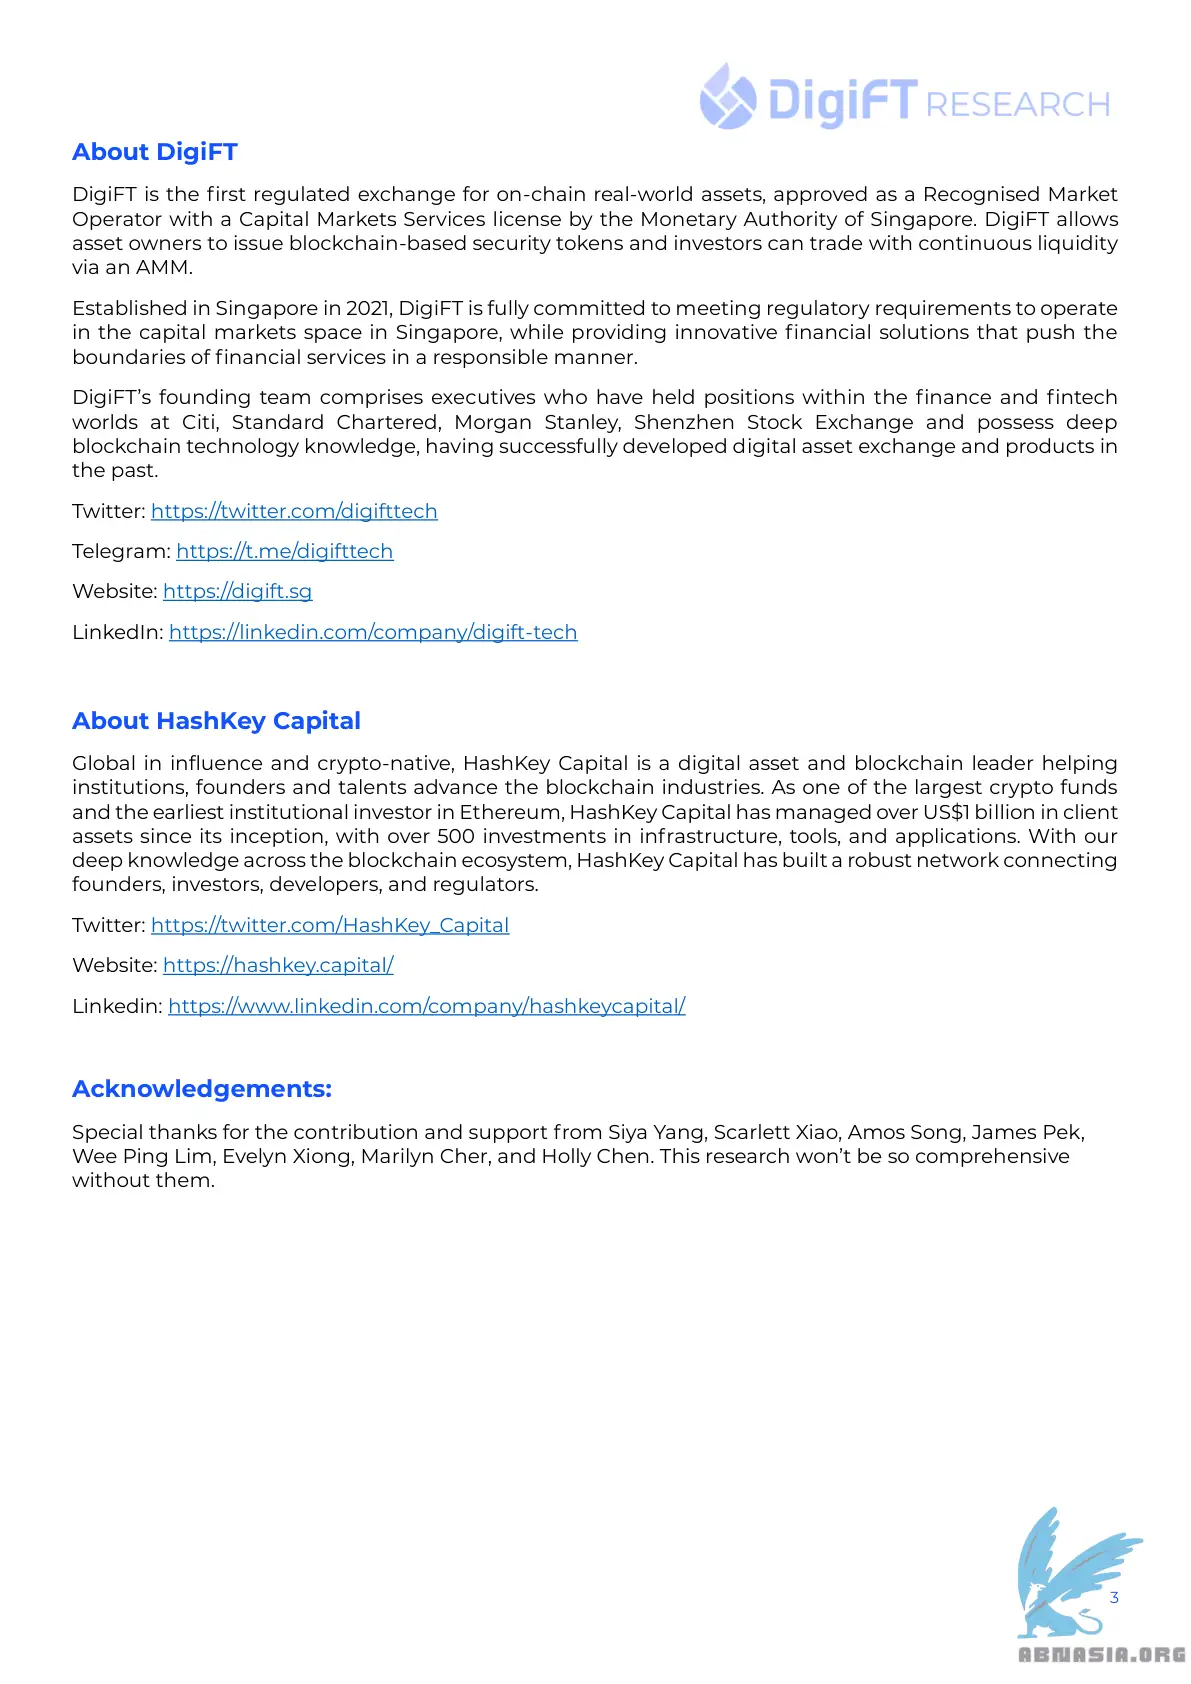 DigiFT RESEARCH
About DigiFT
DigiFT is the first regulated exchange for on-chain real-world assets, approved as a Recognised Market
Operator with a Capital Markets Services license by the Monetary Authority of Singapore. DigiFT allows
asset owners to issue blockchain-based security tokens and investors can trade with continuous liquidity
via an AMM.
Established in Singapore in 2021, DigiFT is fully committed to meeting regulatory requirements to operate
in the capital markets space in Singapore, while providing innovative financial solutions that push the
boundaries of financial services in a responsible manner.
DigiFT’s founding team comprises executives who have held positions within the finance and fintech
worlds at Citi, Standard Chartered, Morgan Stanley, Shenzhen Stock Exchange and possess deep
blockchain technology knowledge, having successfully developed digital asset exchange and products in
the past.
Twitter: https://twitter.com/digifttech
Telegram: https://t.me/digifttech
Website: https://digift.sg
LinkedIn: https://linkedin.com/company/digift-tech
About HashKey Capital
Global in influence and crypto-native, HashKey Capital is a digital asset and blockchain leader helping
institutions, founders and talents advance the blockchain industries. As one of the largest crypto funds
and the earliest institutional investor in Ethereum, HashKey Capital has managed over US$1 billion in client
assets since its inception, with over 500 investments in infrastructure, tools, and applications. With our
deep knowledge across the blockchain ecosystem, HashKey Capital has built a robust network connecting
founders, investors, developers, and regulators.
Twitter: https://twitter.com/HashKey_Capital
Website: https://hashkey.capital/
Linkedin: https://www.linkedin.com/company/hashkeycapital/
Acknowledgements:
Special thanks for the contribution and support from Siya Yang, Scarlett Xiao, Amos Song, James Pek,
Wee Ping Lim, Evelyn Xiong, Marilyn Cher, and Holly Chen. This research won’t be so comprehensive
without them.
3
ABNASIA.ORG